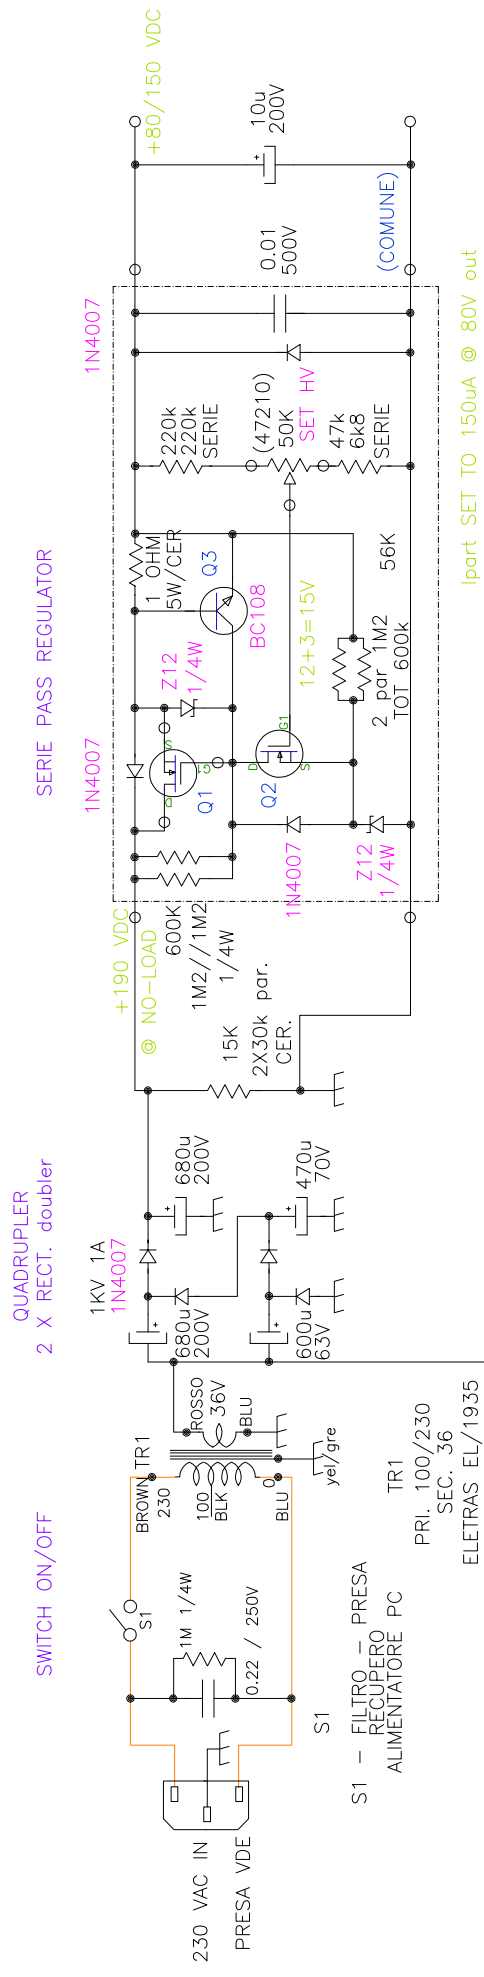 SWITCH ON/OFF
QUADRUPLER
2 X RECT. doubler
SERIE PASS REGULATOR
230 VAC IN
PRESA VDE
S1
1M 1/4W
0.22 / 250V
S1
S1 – FILTRO – PRESA
RECUPERO
ALIMENTATORE PC
BROWN
TR1
230
100
BLK
0
BLU
ROSSO
36V
BLU
yel/gre
TR1
PRI. 100/230
SEC. 36
ELETRAS EL/1935
1KV 1A
1N4007
680u
200V
680u
200V
600u
63V
470u
70V
+190 VDC
@ NO-LOAD
15K
2X30k par.
CER.
600K
1M2//1M2
1/4W
1N4007
D
S
G1
Q1
Z12
1/4W
1 OHM
5W/CER
Q3
BC108
Q2
D
G1
S
12+3=15V
1N4007
Z12
1/4W
2 par 1M2
TOT 600k
56K
220k
220k
SERIE
(47210)
50K
SET HV
47k
6k8
SERIE
1N4007
0.01
500V
10u
200V
+80/150 VDC
(COMUNE)
Ipart SET TO 150uA @ 80V out